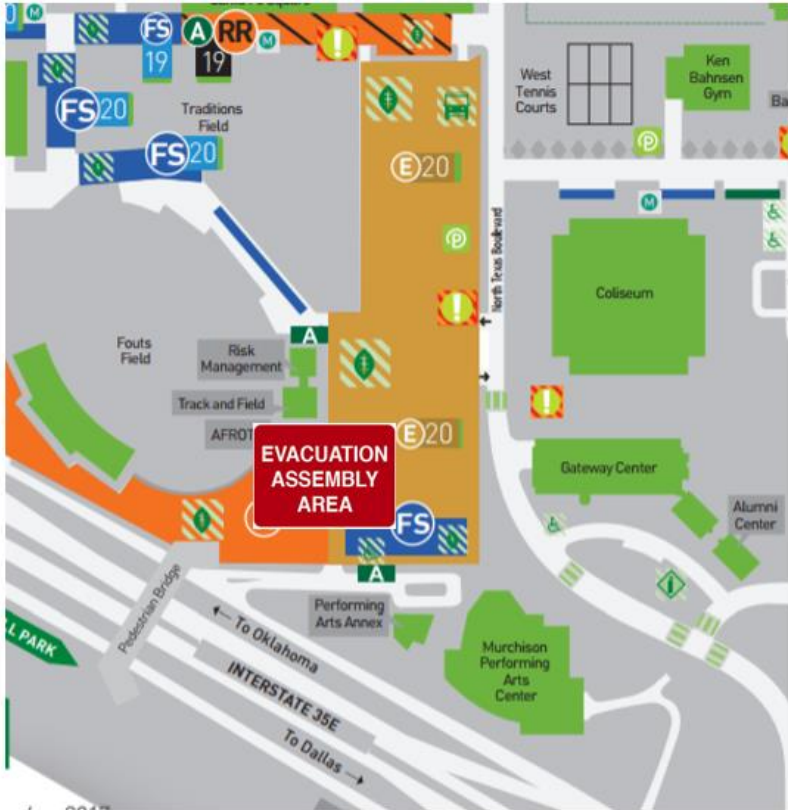 M
FS
19
A
RR
19
M
!
FS 20
Traditions
Field
FS 20
E 20
P
West
Tennis
Courts
Ken
Bahnsen
Gym
P
North Texas Boulevard
M
Coliseum
!
!
Fouts
Field
A
Risk
Management
Track and Field
AFROT
E 20
EVACUATION
ASSEMBLY
AREA
FS
A
Gateway Center
Alumni
Center
Pedestrian Bridge
Performing
Arts Annex
Murchison
Performing
Arts
Center
← To Oklahoma
INTERSTATE 35E
To Dallas →
LL PARK